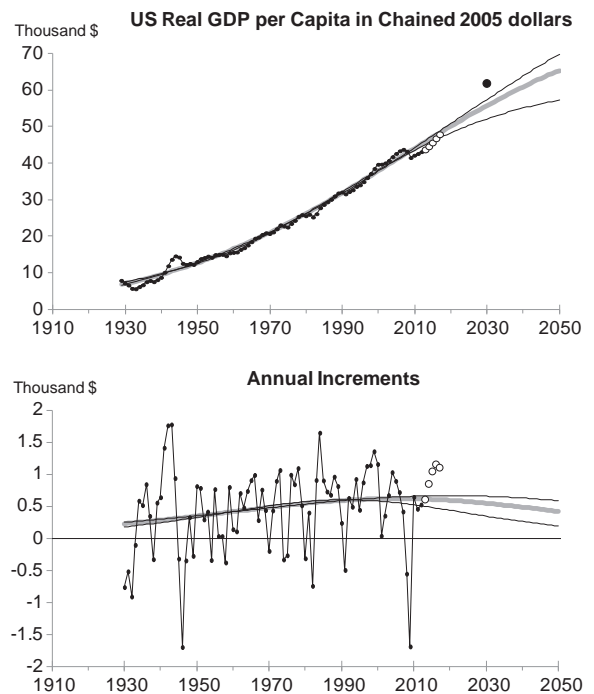 US Real GDP per Capita in Chained 2005 dollars
Thousand $
70
60
50
40
30
20
10
0
1910 1930 1950 1970 1990 2010 2030 2050
Annual Increments
Thousand $
2
1.5
1
0.5
0
-0.5
-1
-1.5
-2
1910 1930 1950 1970 1990 2010 2030 2050